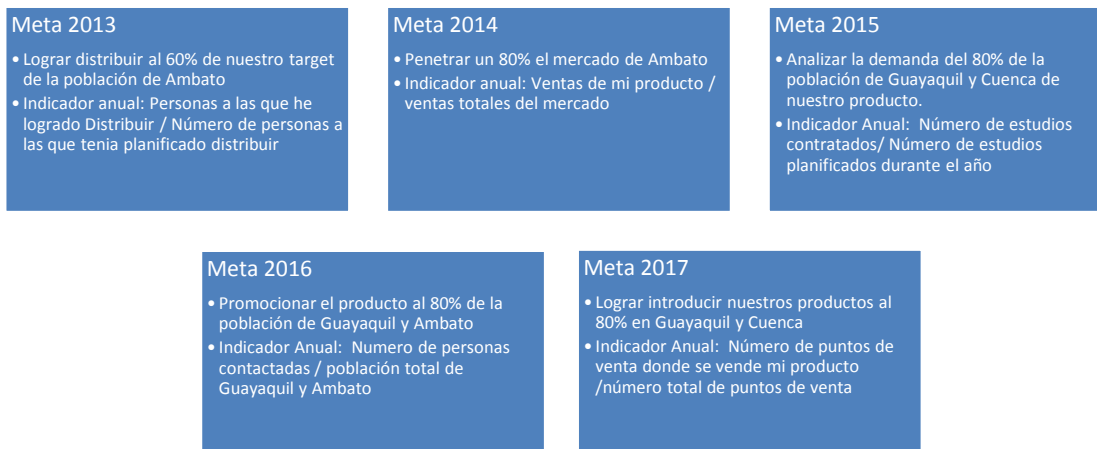 Meta 2013
• Lograr distribuir al 60% de nuestro target
de la población de Ambato
• Indicador anual: Personas a las que he
logrado Distribuir / Número de personas a
las que tenia planificado distribuir
Meta 2014
• Penetrar un 80% el mercado de Ambato
• Indicador anual: Ventas de mi producto /
ventas totales del mercado
Meta 2015
• Analizar la demanda del 80% de la
población de Guayaquil y Cuenca de
nuestro producto.
• Indicador Anual: Número de estudios
contratados/ Número de estudios
planificados durante el año
Meta 2016
• Promocionar el producto al 80% de la
población de Guayaquil y Ambato
• Indicador Anual: Numero de personas
contactadas / población total de
Guayaquil y Ambato
Meta 2017
• Lograr introducir nuestros productos al
80% en Guayaquil y Cuenca
• Indicador Anual: Número de puntos de
venta donde se vende mi producto
/número total de puntos de venta